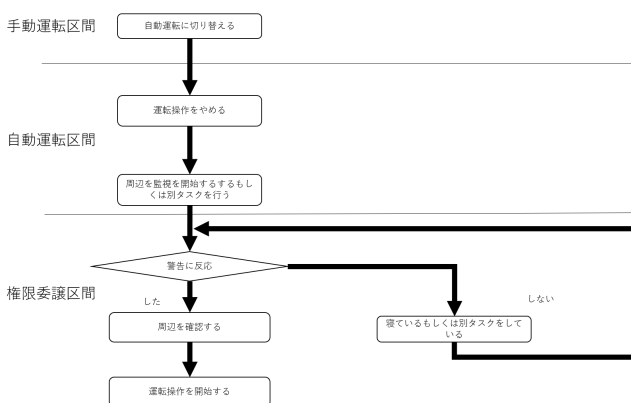 手動運転区間
自動運転に切り替える
運転操作をやめる
自動運転区間
周辺を監視を開始するするもし
くは別タスクを行う
警告に反応
権限委譲区間
した
しない
周辺を確認する
寝ているもしくは別タスクをして
いる
運転操作を開始する